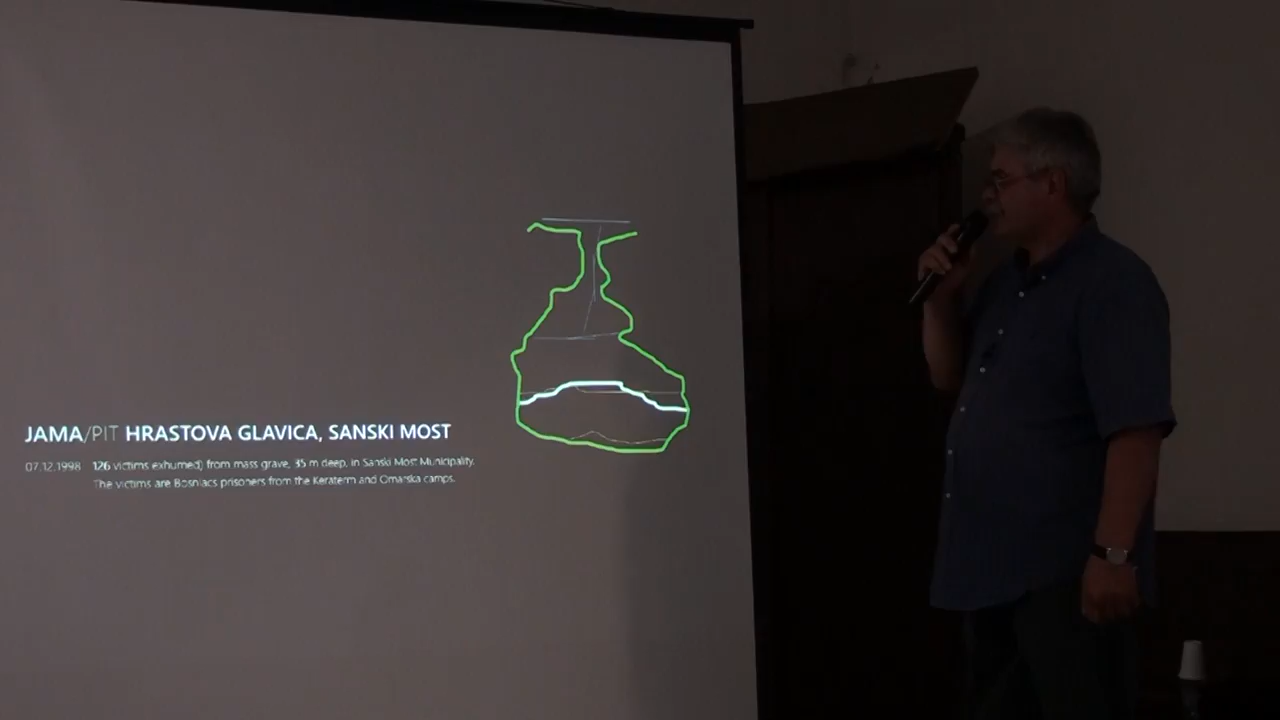 JAMA/PIT HRASTOVA GLAVICA, SANSKI MOST
07.12.1998 126 victims exhumed) from mass grave, 35 m deep, in Sanski Most Municipality.
The victims are Bosniacs prisoners from the Keraterm and Omarska camps.